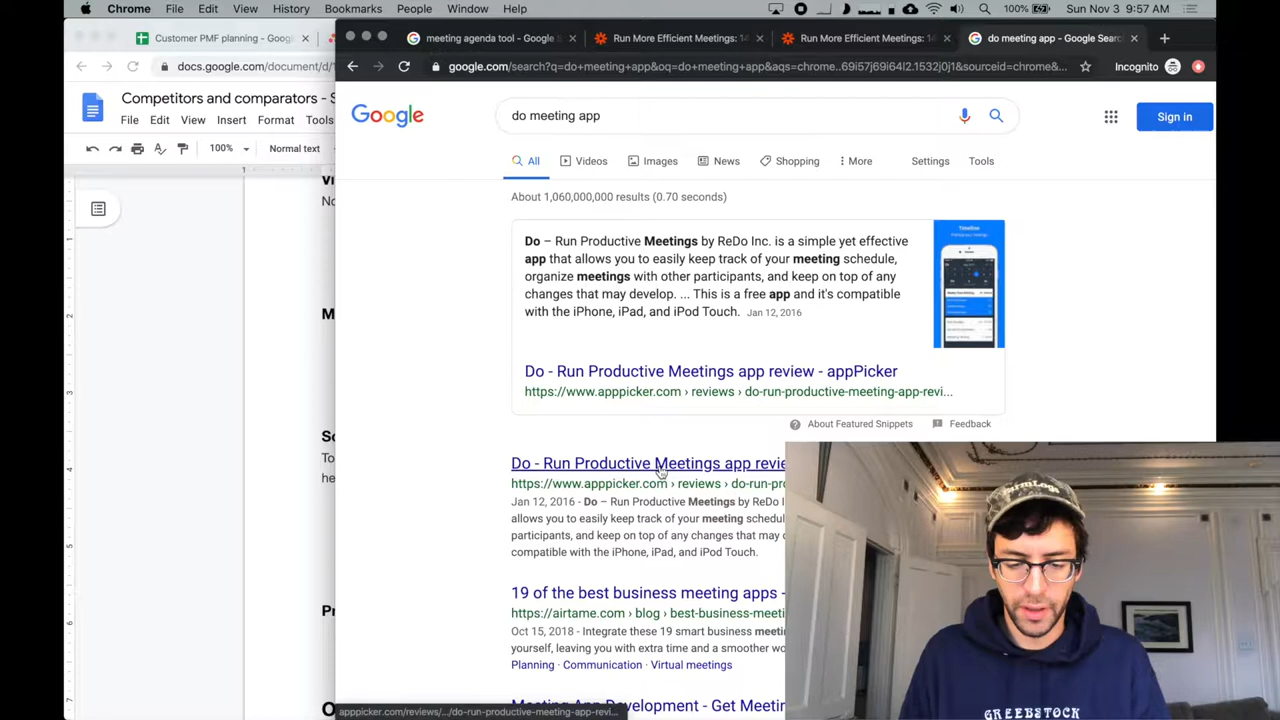 Chrome File Edit View History Bookmarks People Window Help 100% Sun Nov 3 9:57 AM
Customer PMF planning - Goog
meeting agenda tool - Google S
Run More Efficient Meetings: 14
Run More Efficient Meetings: 14
do meeting app - Google Search
docs.google.com/document/d/1
google.com/search?q=do+meeting+app&oq=do+meeting+app&aqs=chrome..69i57j69i64l2.1532j0j1&sourceid=chrome&...
Incognito
Competitors and comparators - S
File Edit View Insert Format Tools
100% Normal text
Google
do meeting app
Sign in
All Videos Images News Shopping More Settings Tools
About 1,060,000,000 results (0.70 seconds)
Do – Run Productive Meetings by ReDo Inc. is a simple yet effective
app that allows you to easily keep track of your meeting schedule,
organize meetings with other participants, and keep on top of any
changes that may develop. ... This is a free app and it's compatible
with the iPhone, iPad, and iPod Touch. Jan 12, 2016
Do - Run Productive Meetings app review - appPicker
https://www.apppicker.com › reviews › do-run-productive-meeting-app-revi...
About Featured Snippets Feedback
Do - Run Productive Meetings app revie
https://www.apppicker.com › reviews › do-run-pro
Jan 12, 2016 - Do – Run Productive Meetings by ReDo I
allows you to easily keep track of your meeting schedul
participants, and keep on top of any changes that may d
compatible with the iPhone, iPad, and iPod Touch.
19 of the best business meeting apps -
https://airtame.com › blog › best-business-meeti
Oct 15, 2018 - Integrate these 19 smart business meetin
yourself, leaving you with extra time and a smoother wo
Planning · Communication · Virtual meetings
Meeting App Development - Get Meetin
apppicker.com/reviews/.../do-run-productive-meeting-app-revi...
No
M
So
To
he
Pr
O
GREENSTOCK